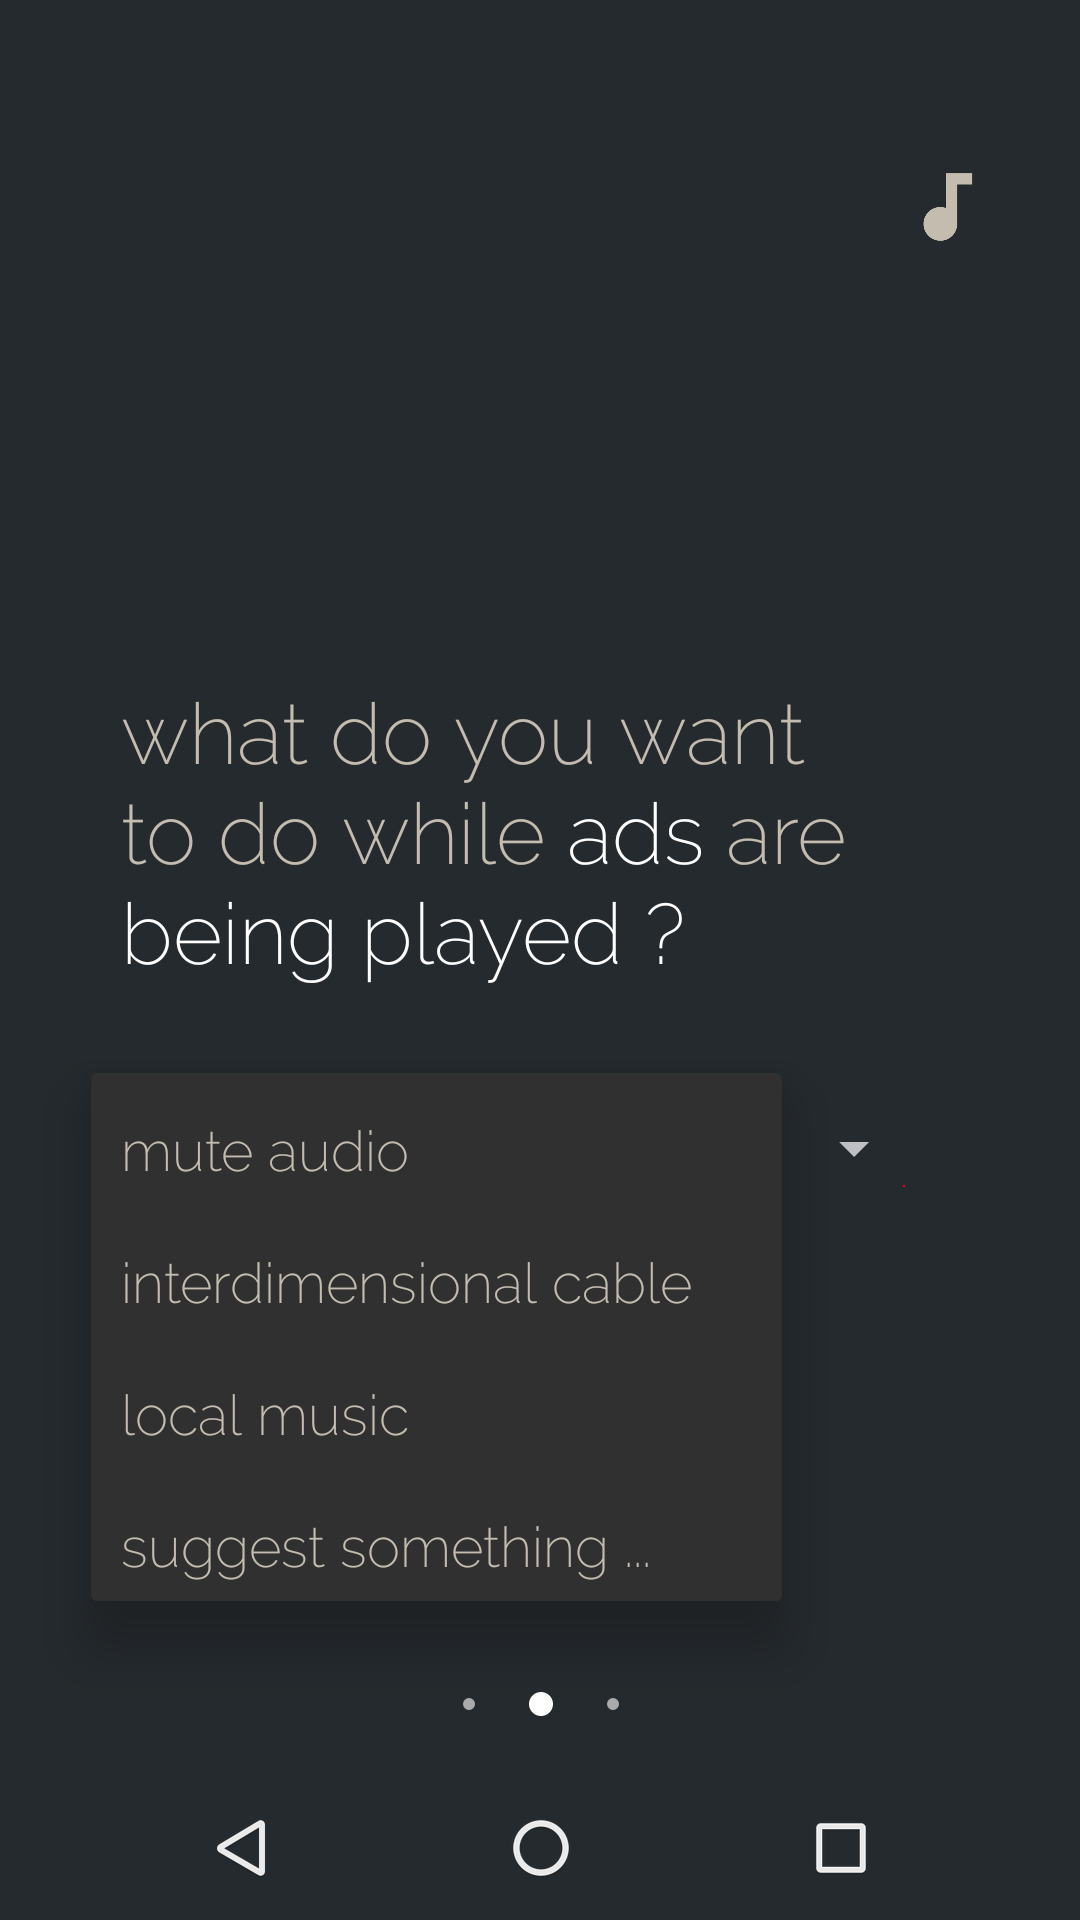 what do you want
to do while ads are
being played ?
mute audio
interdimensional cable
local music
suggest something ...